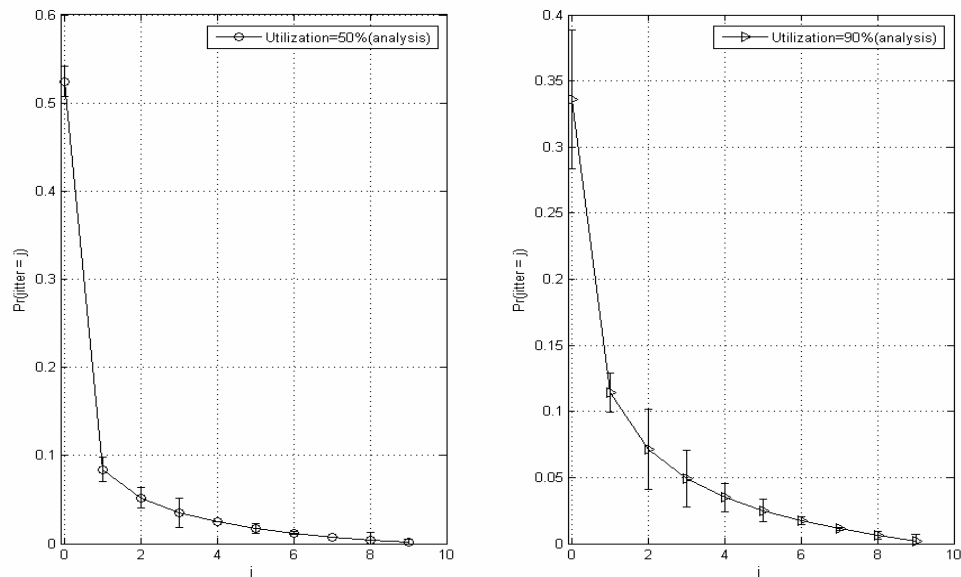 0.6
0.5
0.4
0.3
0.2
0.1
0
0 2 4 6 8 10
Pr(jitter = j)
j
Utilization=50%(analysis)
0.4
0.35
0.3
0.25
0.2
0.15
0.1
0.05
0
0 2 4 6 8 10
Pr(jitter = j)
j
Utilization=90%(analysis)